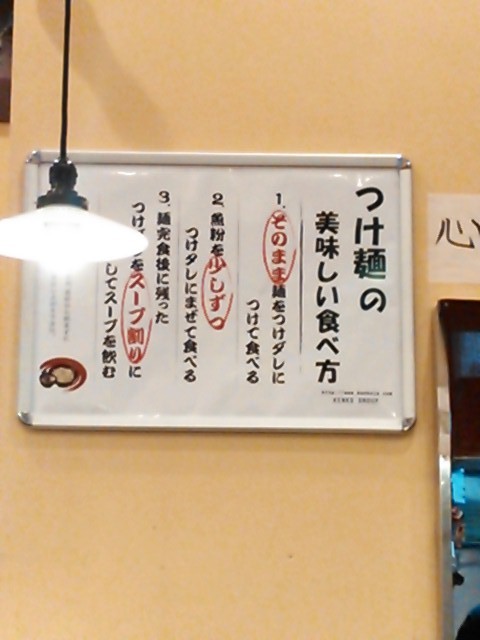 つけ麺の
美味しい食べ方
1.そのまま麺をつけダレに
つけて食べる
2.魚粉を少しずつ
つけダレにまぜて食べる
3.麺完食後に残った
をスープ割りに
してスープを飲む
心